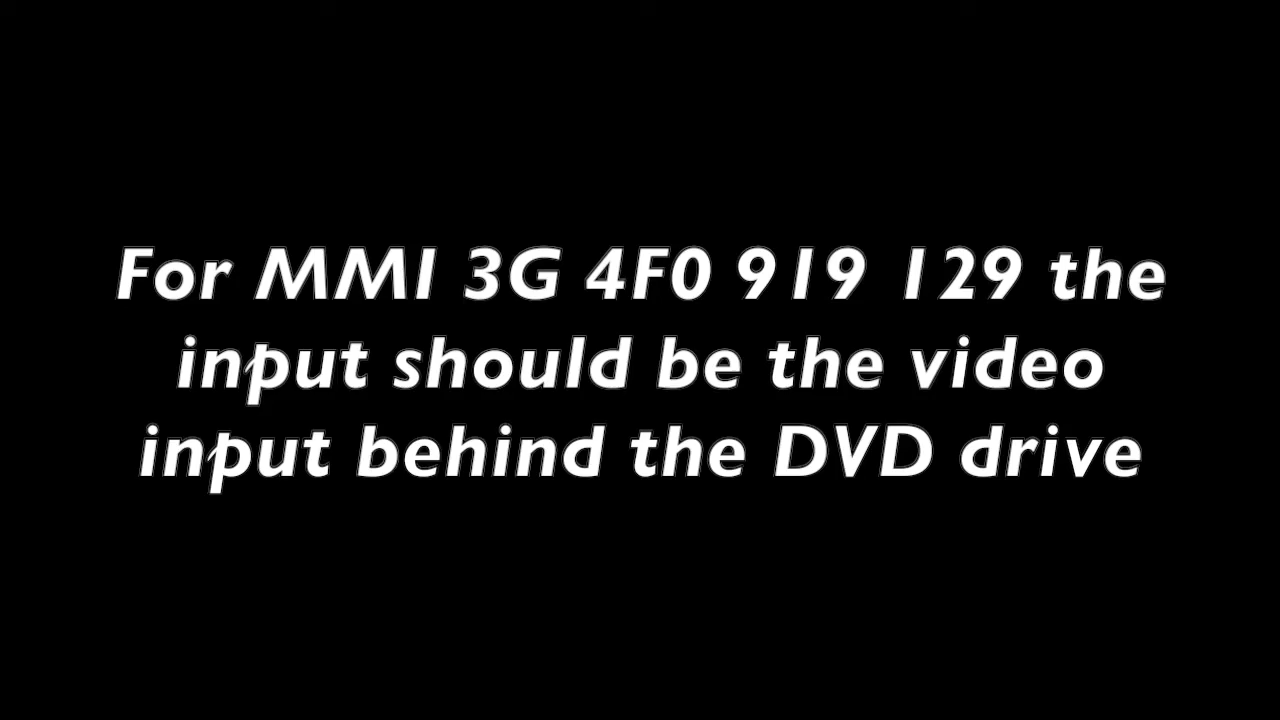 For MMI 3G 4F0 919 129 the
input should be the video
input behind the DVD drive